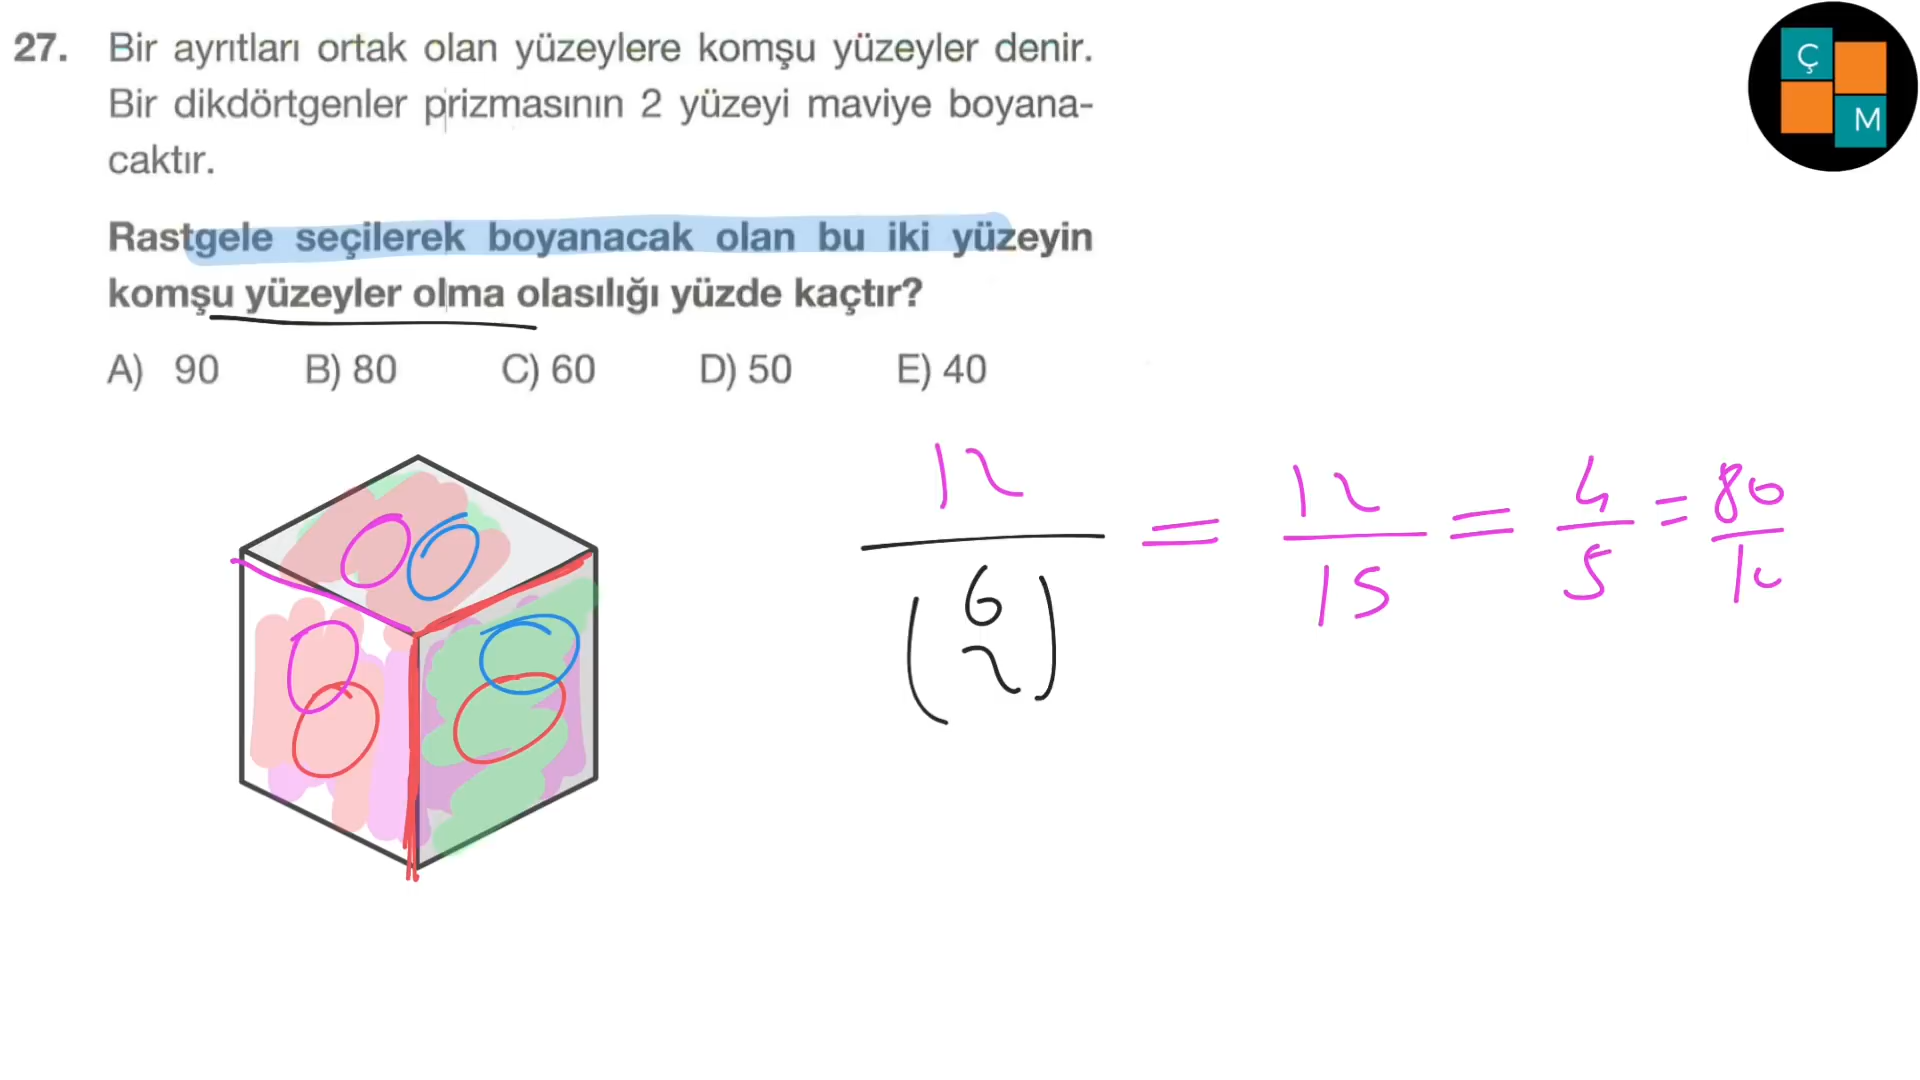 27. Bir ayrıtları ortak olan yüzeylere komşu yüzeyler denir.
Bir dikdörtgenler prizmasının 2 yüzeyi maviye boyana-
caktır.
Rastgele seçilerek boyanacak olan bu iki yüzeyin
komşu yüzeyler olma olasılığı yüzde kaçtır?
A) 90 B) 80 C) 60 D) 50 E) 40
Ç
M
12 / (6 2) = 12 / 15 = 4 / 5 = 80 / 10